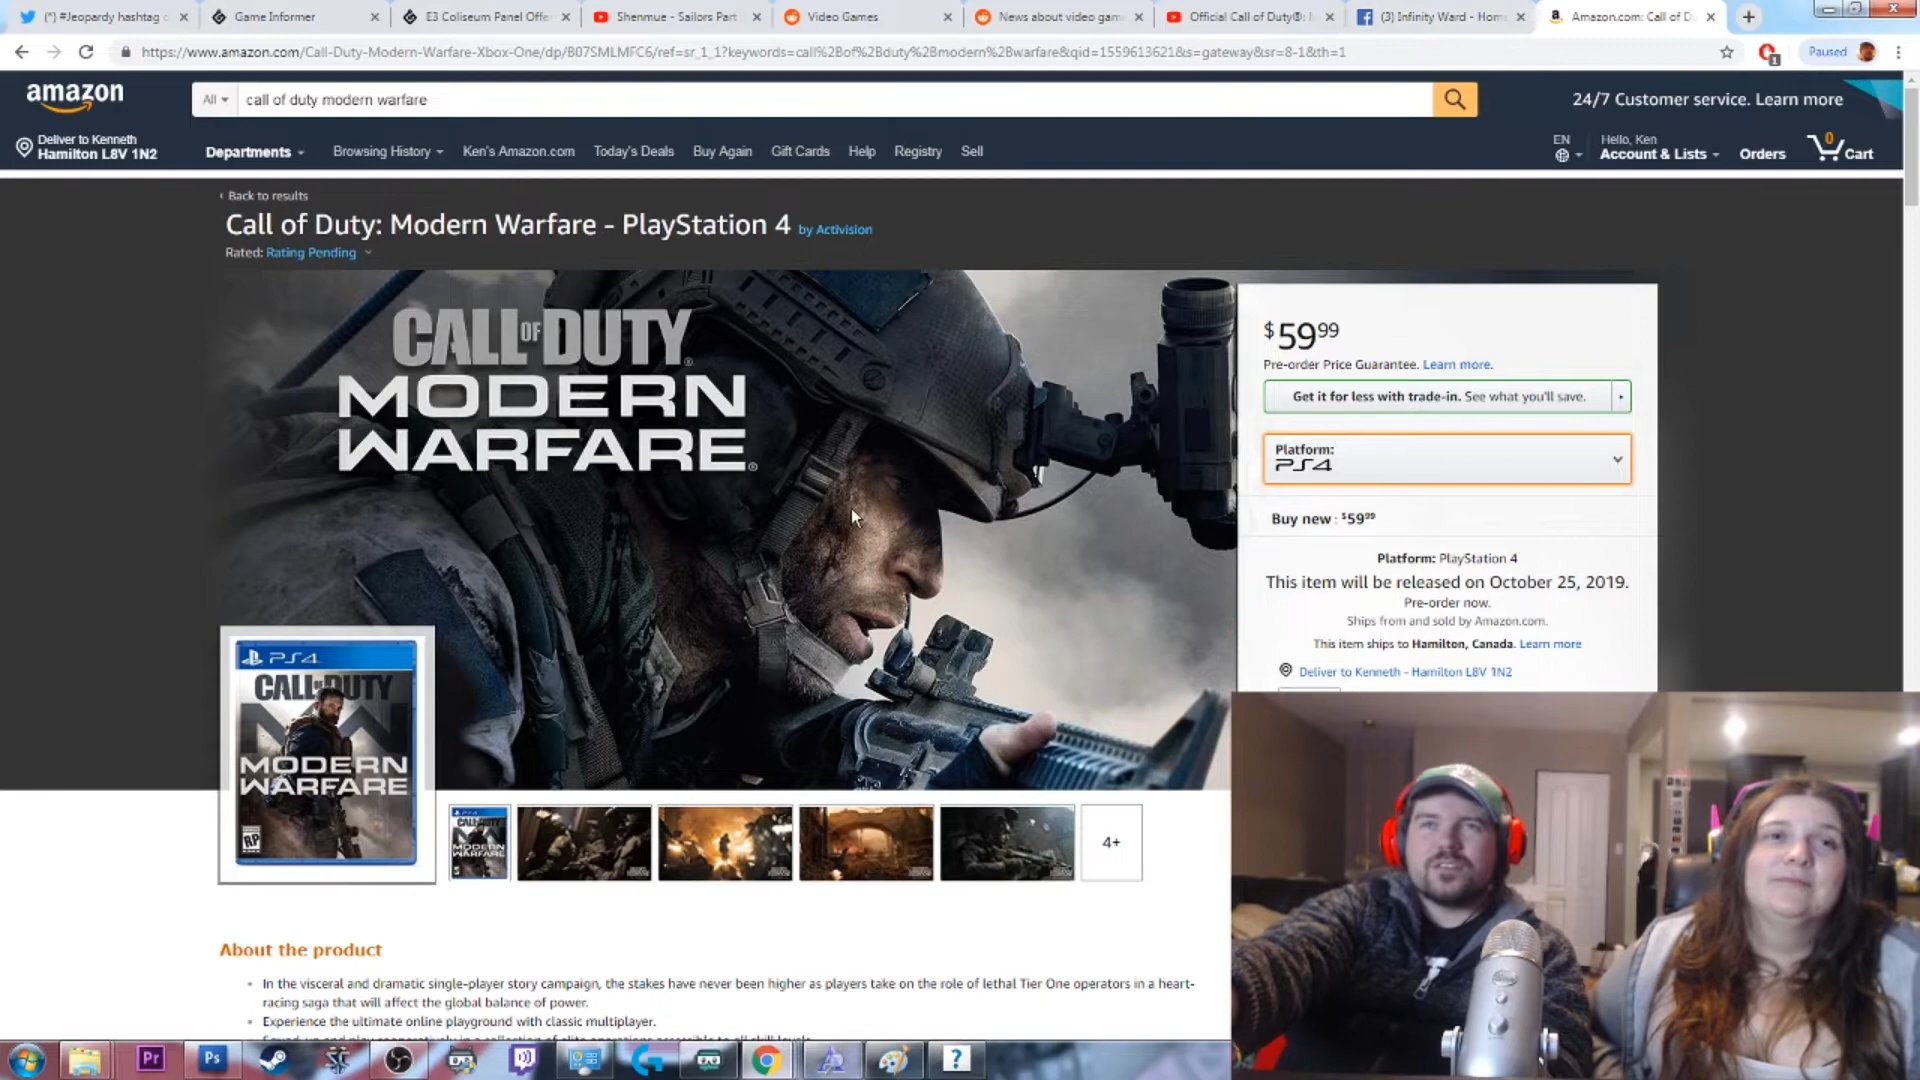 (*) #Jeopardy hashtag o
Game Informer
E3 Coliseum Panel Offe
Shenmue - Sailors Part
Video Games
News about video gam
Official Call of Duty®: M
(3) Infinity Ward - Hom
Amazon.com: Call of D
https://www.amazon.com/Call-Duty-Modern-Warfare-Xbox-One/dp/B07SMLMFC6/ref=sr_1_1?keywords=call%2Bof%2Bduty%2Bmodern%2Bwarfare&qid=1559613621&s=gateway&sr=8-1&th=1
Paused
amazon
All
call of duty modern warfare
24/7 Customer service. Learn more
Deliver to Kenneth
Hamilton L8V 1N2
Departments
Browsing History
Ken's Amazon.com
Today's Deals
Buy Again
Gift Cards
Help
Registry
Sell
EN
Hello, Ken
Account & Lists
Orders
0
Cart
‹ Back to results
Call of Duty: Modern Warfare - PlayStation 4 by Activision
Rated: Rating Pending
CALL OF DUTY
MODERN
WARFARE
$59 99
Pre-order Price Guarantee. Learn more.
Get it for less with trade-in. See what you'll save.
Platform:
PS4
Buy new : $59 99
Platform: PlayStation 4
This item will be released on October 25, 2019.
Pre-order now.
Ships from and sold by Amazon.com.
This item ships to Hamilton, Canada. Learn more
Deliver to Kenneth - Hamilton L8V 1N2
PS4
CALL OF DUTY
MODERN
WARFARE
RP
CALL OF DUTY
MODERN
WARFARE
4+
About the product
In the visceral and dramatic single-player story campaign, the stakes have never been higher as players take on the role of lethal Tier One operators in a heart-
racing saga that will affect the global balance of power.
Experience the ultimate online playground with classic multiplayer.
Pr
Ps
?